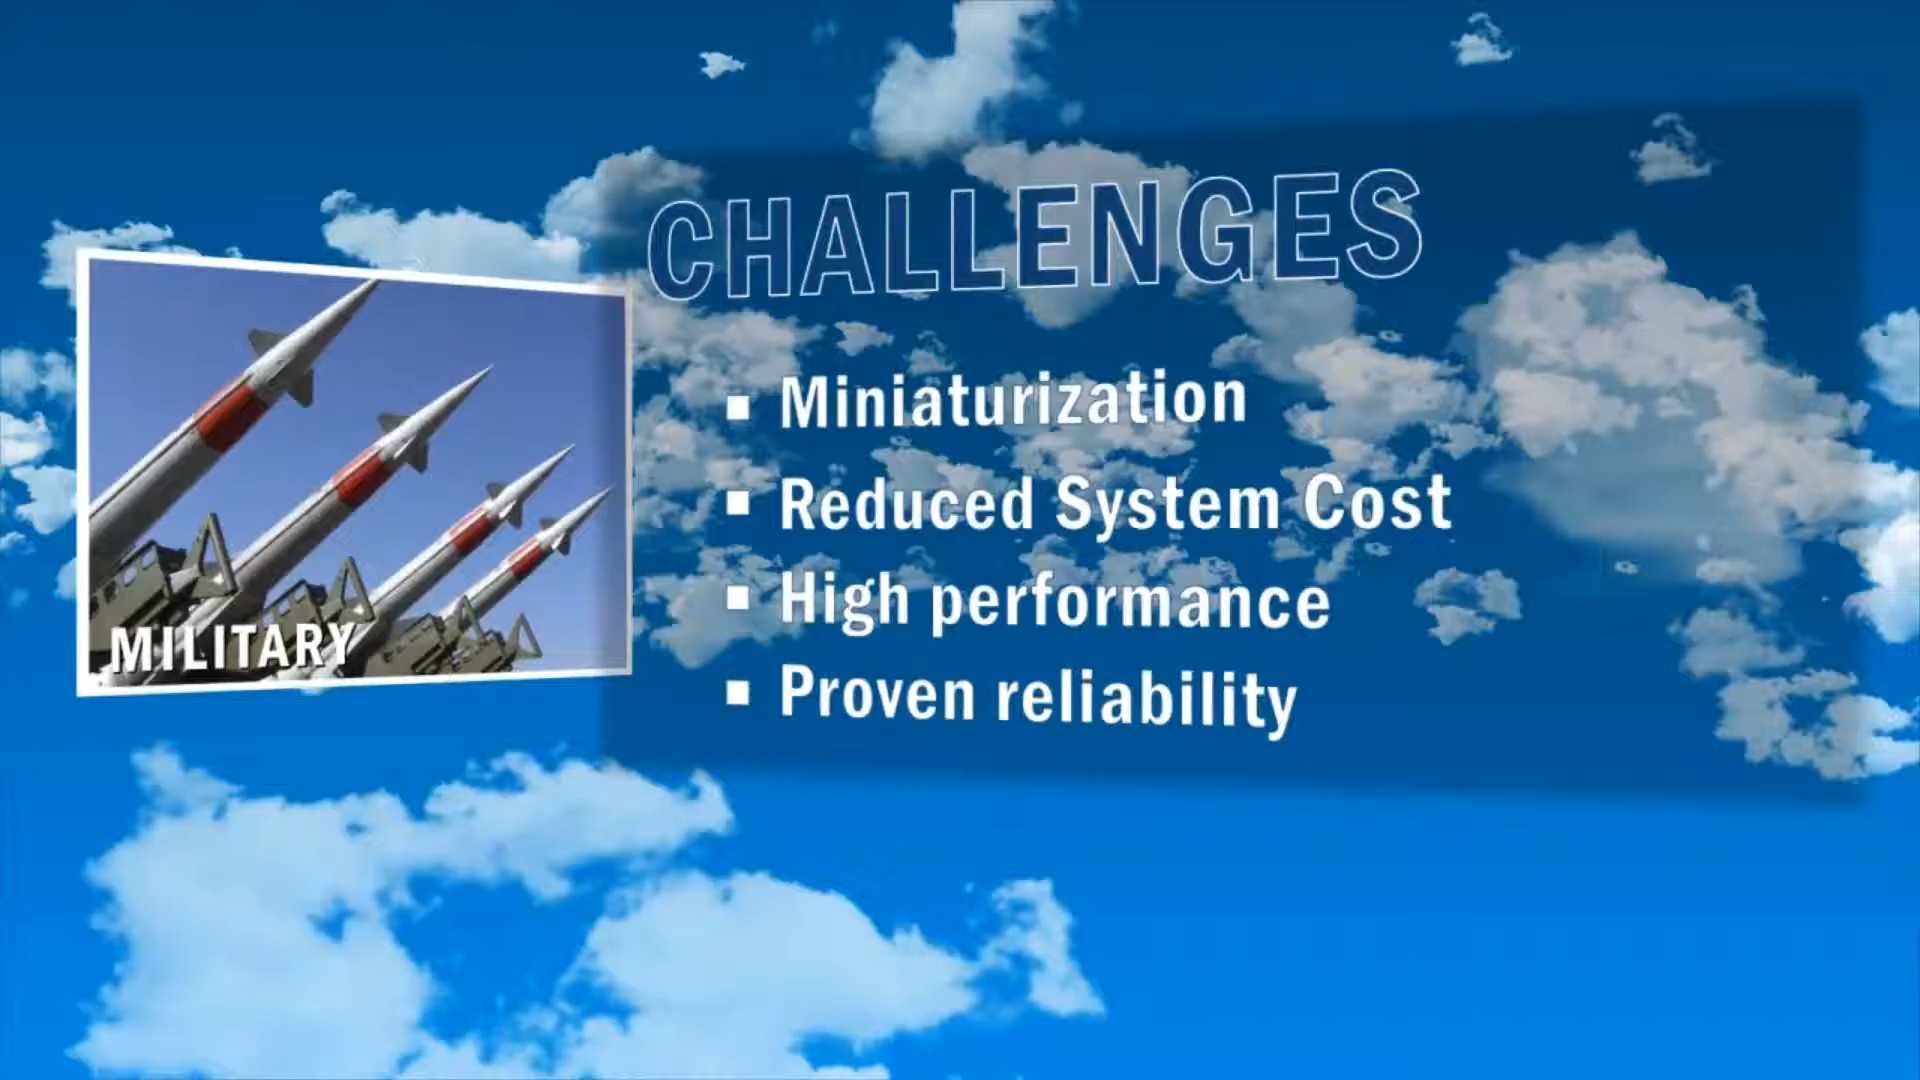 CHALLENGES
Miniaturization
Reduced System Cost
High performance
Proven reliability
MILITARY